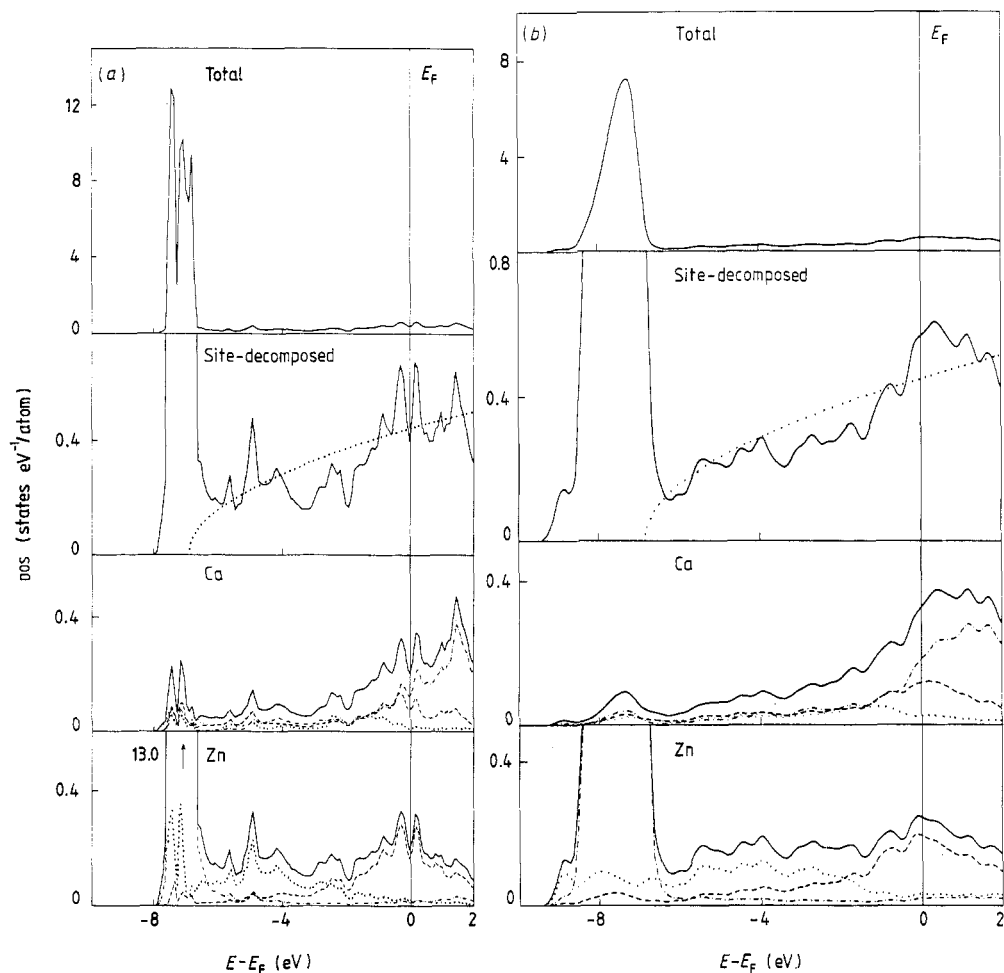 (a) Total E_F
12
8
4
0
Site-decomposed
0.4
0
Ca
0.4
0
13.0 Zn
0.4
0
-8 -4 0 2
E-E_F (eV)
DOS (states eV⁻¹/atom)
(b) Total E_F
8
4
0.8
Site-decomposed
0.4
0
Ca
0.4
0
Zn
0.4
0
-8 -4 0 2
E-E_F (eV)